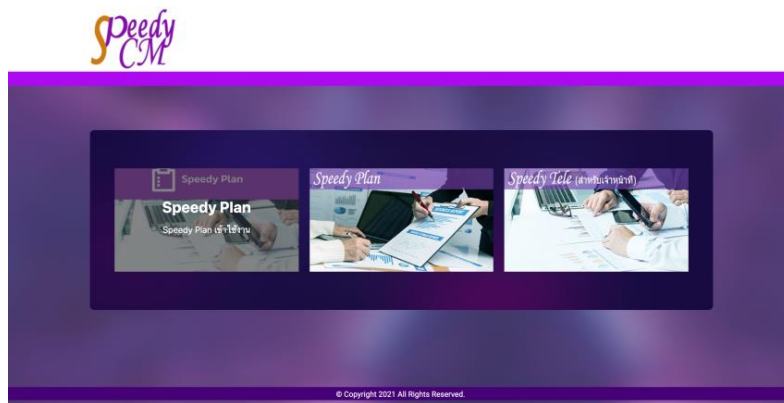 Speedy
CM
Speedy Plan
Speedy Plan
Speedy Plan เข้าใช้งาน
Speedy Plan
Speedy Tele (สำหรับเจ้าหน้าที่)
© Copyright 2021 All Rights Reserved.